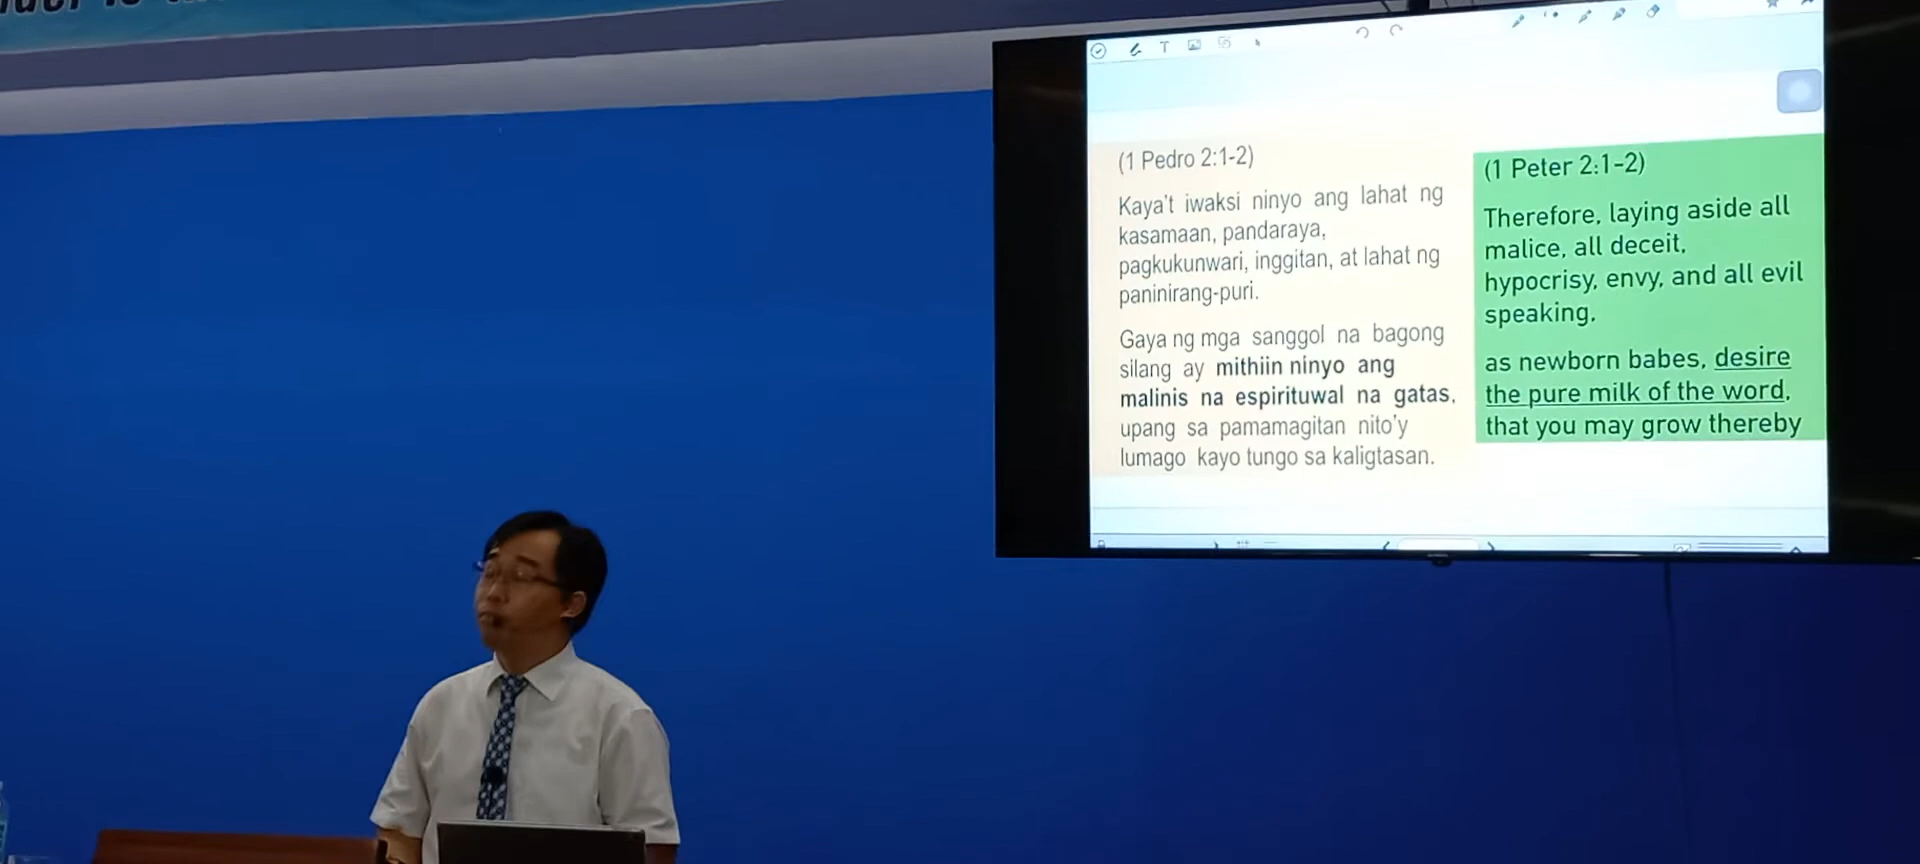 (1 Pedro 2:1-2)
Kaya't iwaksi ninyo ang lahat ng
kasamaan, pandaraya,
pagkukunwari, inggitan, at lahat ng
paninirang-puri.
Gaya ng mga sanggol na bagong
silang ay mithiin ninyo ang
malinis na espirituwal na gatas,
upang sa pamamagitan nito'y
lumago kayo tungo sa kaligtasan.
(1 Peter 2:1-2)
Therefore, laying aside all
malice, all deceit,
hypocrisy, envy, and all evil
speaking,
as newborn babes, desire
the pure milk of the word,
that you may grow thereby